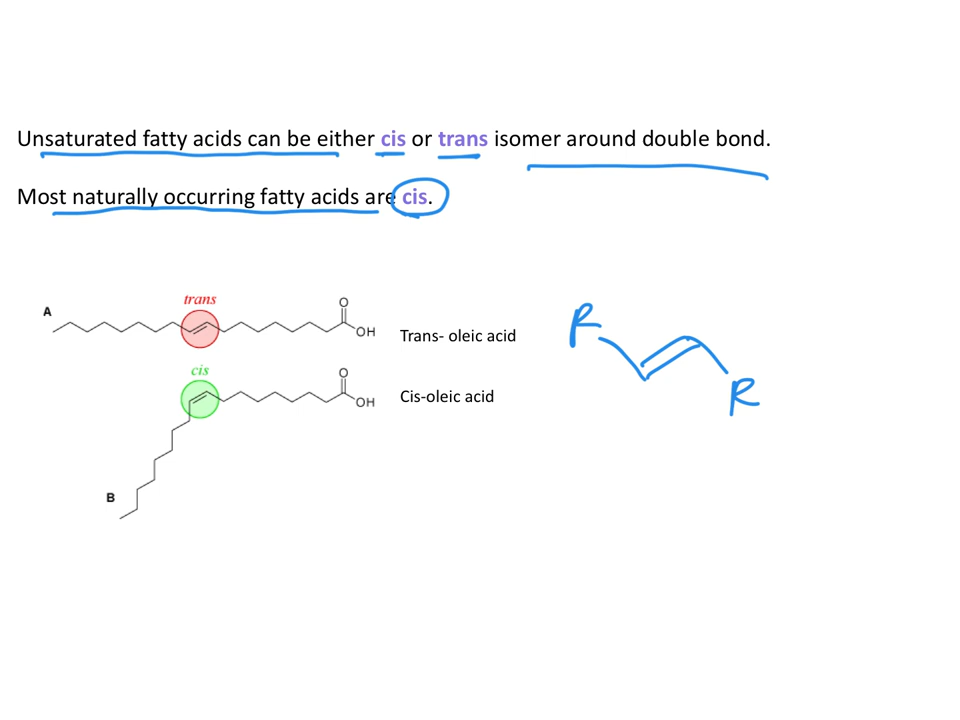 Unsaturated fatty acids can be either cis or trans isomer around double bond.
Most naturally occurring fatty acids are cis.
trans
A
O
OH
Trans- oleic acid
cis
O
OH
Cis-oleic acid
B
R
R